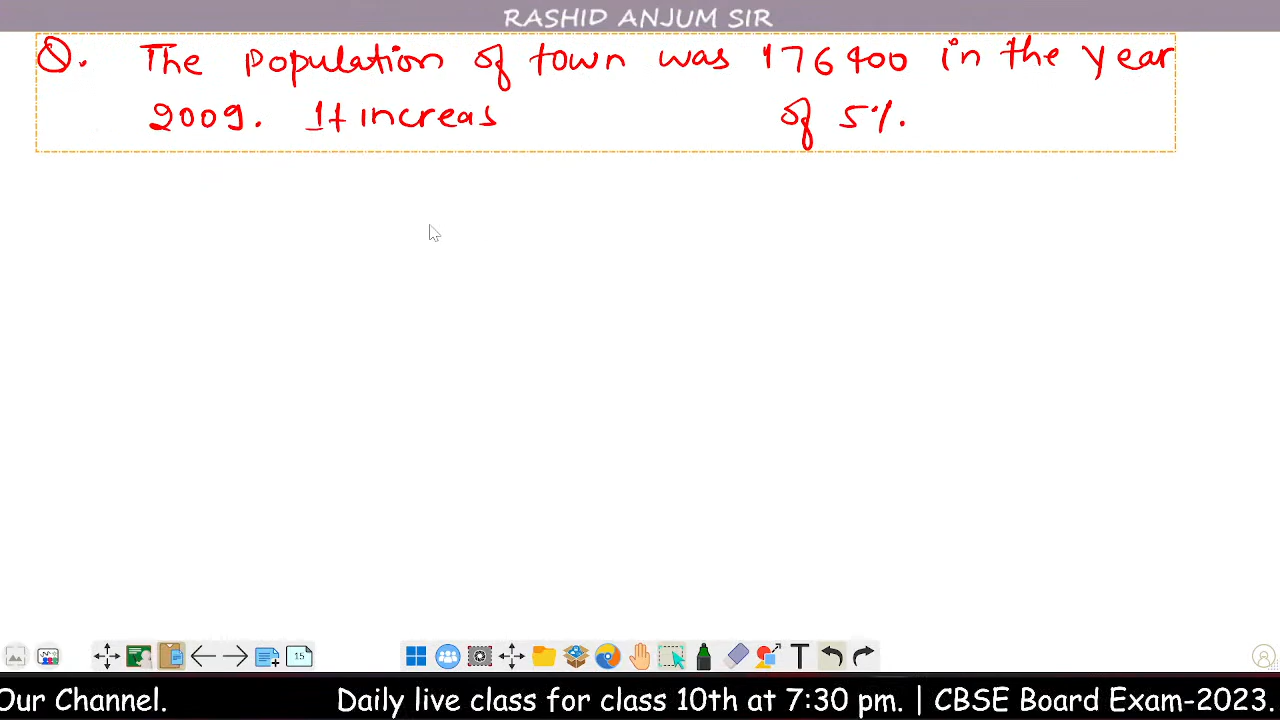 RASHID ANJUM SIR
Q. The population of town was 176400 in the year
2009. It increas of 5%.
15
Our Channel. Daily live class for class 10th at 7:30 pm. | CBSE Board Exam-2023.